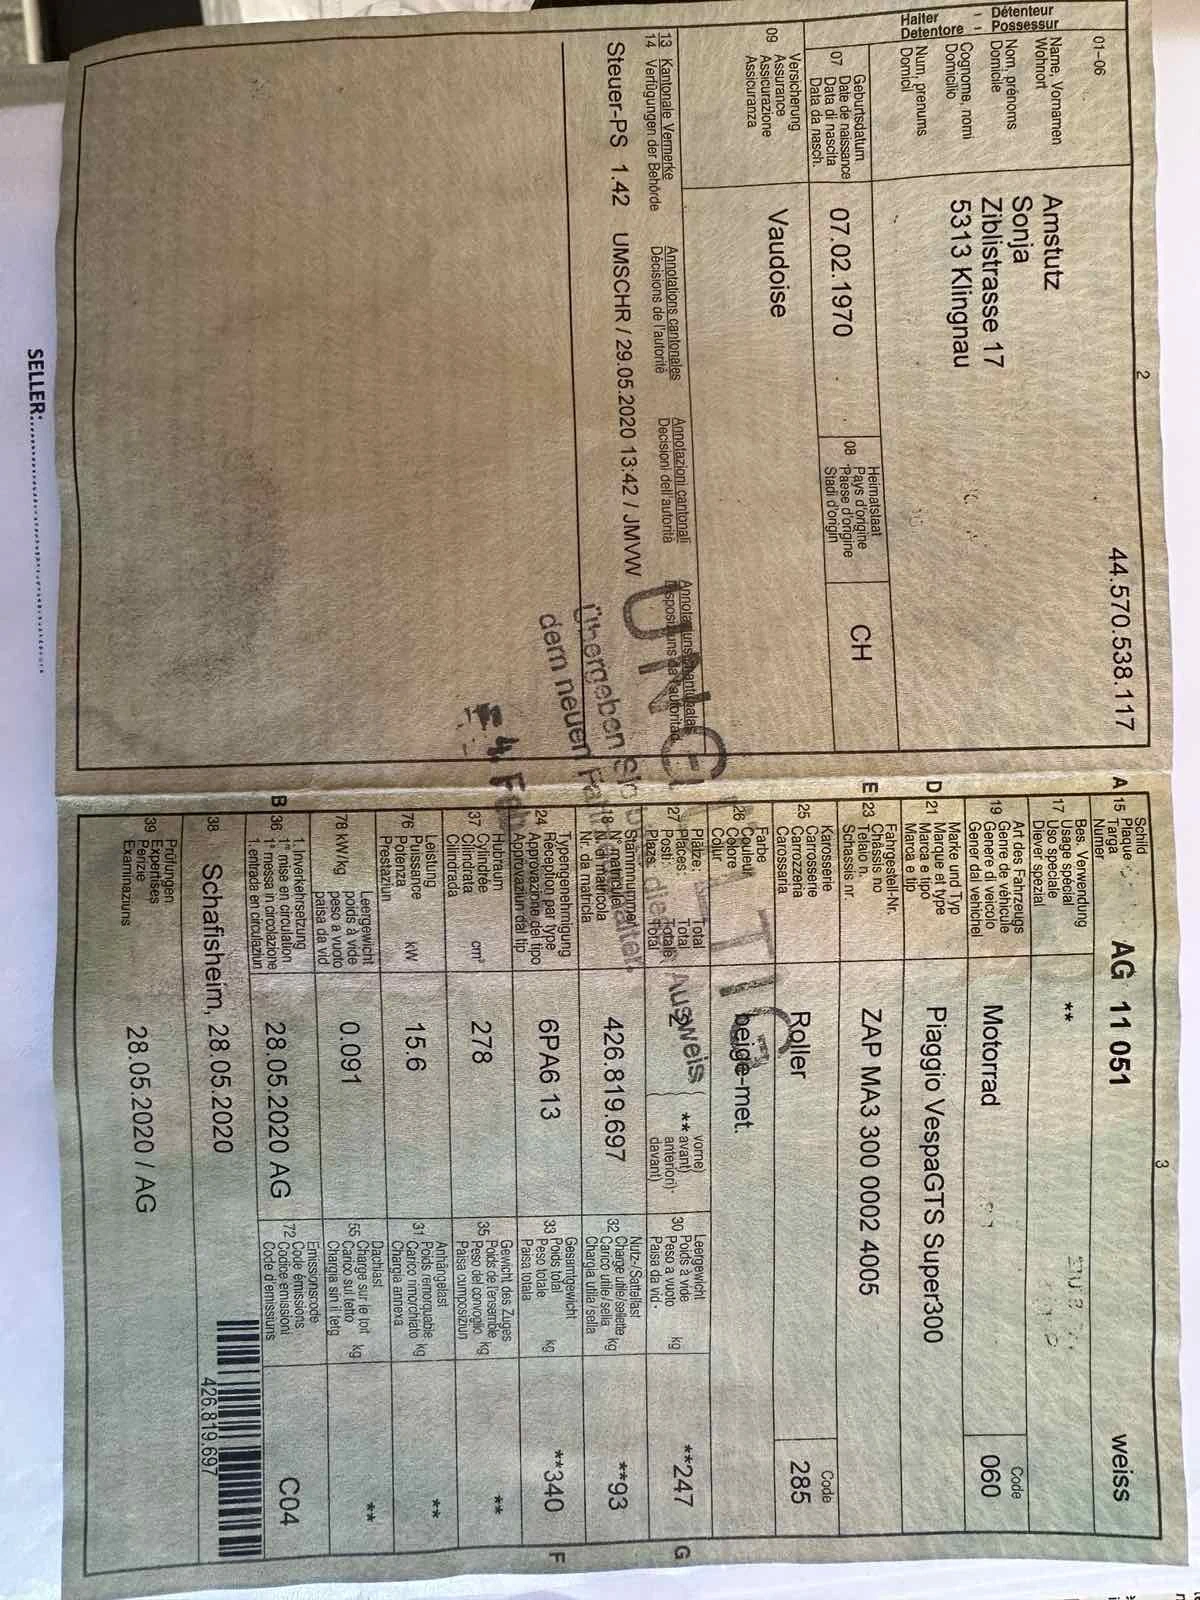 2
44.570.538.117
01-06
Halter - Détenteur
Detentore - Possessur
Name, Vornamen
Wohnort
Nom, prénoms
Domicile
Cognome, nomi
Domicilio
Num, prenums
Domicil
Amstutz
Sonja
Ziblistrasse 17
5313 Klingnau
07
Geburtsdatum
Date de naissance
Data di nascita
Data da nasch.
07.02.1970
08
Heimatstaat
Pays d'origine
Paese d'origine
Stadi d'origin
CH
09
Versicherung
Assurance
Assicurazione
Assicuranza
Vaudoise
13 Kantonale Vermerke Annotations cantonales Annotazioni cantonali Annotaziuns chantunalas
14 Verfügungen der Behörde Décisions de l'autorité Decisioni dell'autorità Disposiziuns da l'autoritad
Steuer-PS 1.42 UMSCHR / 29.05.2020 13:42 / JMVW
UNGÜLTIG
Übergeben Sie diesen Ausweis
dem neuen Halter.
3
A 15
Schild
Plaque
Targa
Numer
AG 11 051 weiss
17
Bes. Verwendung
Usage spécial
Uso speciale
Diever spezial
**
19
Art des Fahrzeugs
Genre de véhicule
Genere di veicolo
Gener dal vehichel
Motorrad
Code
060
D 21
Marke und Typ
Marque et type
Marca e tipo
Marca e tip
Piaggio VespaGTS Super300
E 23
Fahrgestell-Nr.
Châssis no
Telaio n.
Schassis nr.
ZAP MA3 300 0002 4005
25
Karosserie
Carrosserie
Carrozzeria
Carossaria
Roller
Code
285
26
Farbe
Couleur
Colore
Colur
beige-met.
27
Plätze: Total
Places: Total
Posti: Totale
Plazs: Total
2
( vorne)
** avant)
anteriori)
davant)
30
Leergewicht
Poids à vide
Peso a vuoto
Paisa da vid
kg
**247
G
18
Stammnummer
N° matricule
N. di matricola
Nr. da matricla
426.819.697
32
Nutz-/Sattellast
Charge utile/sellette
Carico utile/sella
Chargia utila/sella
kg
**93
24
Typengenehmigung
Réception par type
Approvazione del tipo
Approvaziun dal tip
6PA6 13
33
Gesamtgewicht
Poids total
Peso totale
Paisa totala
kg
**340
F
37
Hubraum
Cylindrée
Cilindrata
Cilindrada
cm³
278
35
Gewicht des Zuges
Poids de l'ensemble
Peso del convoglio
Paisa cumposiziun
kg
**
76
Leistung
Puissance
Potenza
Prestaziun
kW
15.6
31
Anhängelast
Poids remorquable
Carico rimorchiato
Chargia annexa
kg
**
78 kW/kg
Leergewicht
poids à vide
peso a vuoto
paisa da vid
0.091
55
Dachlast
Charge sur le toit
Carico sul tetto
Chargia sin il tetg
kg
**
B 36
1. Inverkehrsetzung
1re mise en circulation
1a messa in circolazione
1. entrada en circulaziun
28.05.2020 AG
72
Emissionscode
Code émissions
Codice emissioni
Code d'emissiuns
C04
38
Schafisheim, 28.05.2020
426.819.697
39
Prüfungen
Expertises
Perizie
Examinaziuns
28.05.2020 / AG
SELLER: